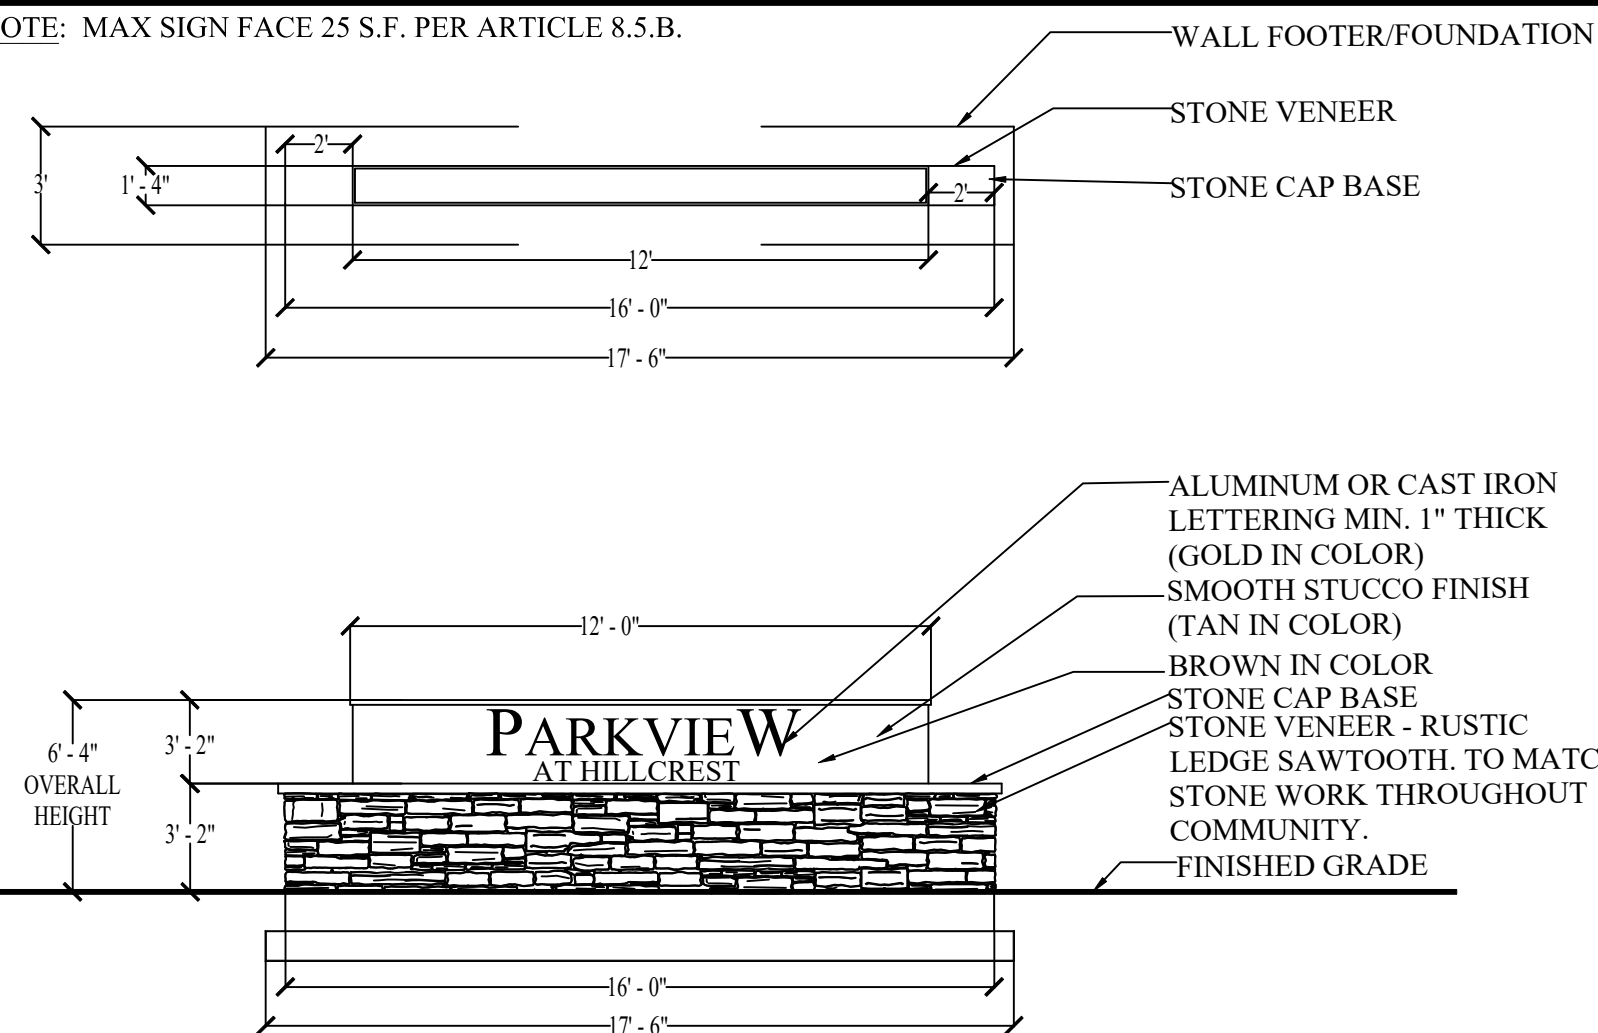 OTE: MAX SIGN FACE 25 S.F. PER ARTICLE 8.5.B.
WALL FOOTER/FOUNDATION
STONE VENEER
STONE CAP BASE
2'
3'
1' - 4"
2'
12'
16' - 0"
17' - 6"
ALUMINUM OR CAST IRON
LETTERING MIN. 1" THICK
(GOLD IN COLOR)
SMOOTH STUCCO FINISH
(TAN IN COLOR)
BROWN IN COLOR
STONE CAP BASE
STONE VENEER - RUSTIC
LEDGE SAWTOOTH. TO MATC
STONE WORK THROUGHOUT
COMMUNITY.
FINISHED GRADE
12' - 0"
PARKVIEW
AT HILLCREST
6' - 4"
OVERALL
HEIGHT
3' - 2"
3' - 2"
16' - 0"
17' - 6"